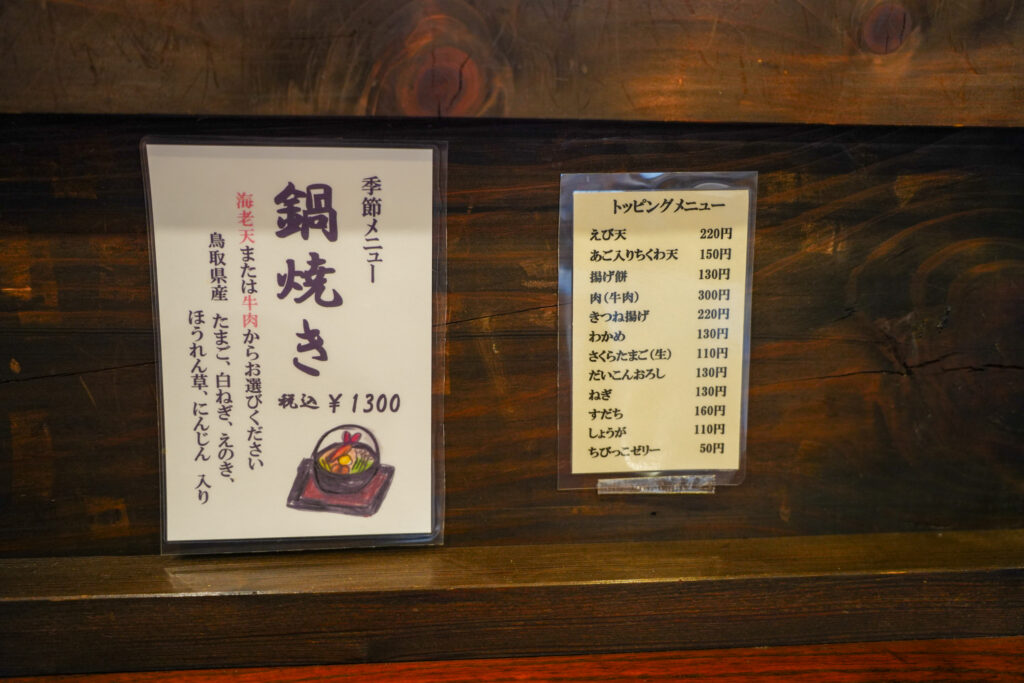 季節メニュー
鍋焼き
税込 ¥1300
海老天または牛肉からお選びください
鳥取県産 たまご、白ねぎ、えのき、
ほうれん草、にんじん 入り
トッピングメニュー
えび天 220円
あご入りちくわ天 150円
揚げ餅 130円
肉(牛肉) 300円
きつね揚げ 220円
わかめ 130円
さくらたまご(生) 110円
だいこんおろし 130円
ねぎ 130円
すだち 160円
しょうが 110円
ちびっこゼリー 50円